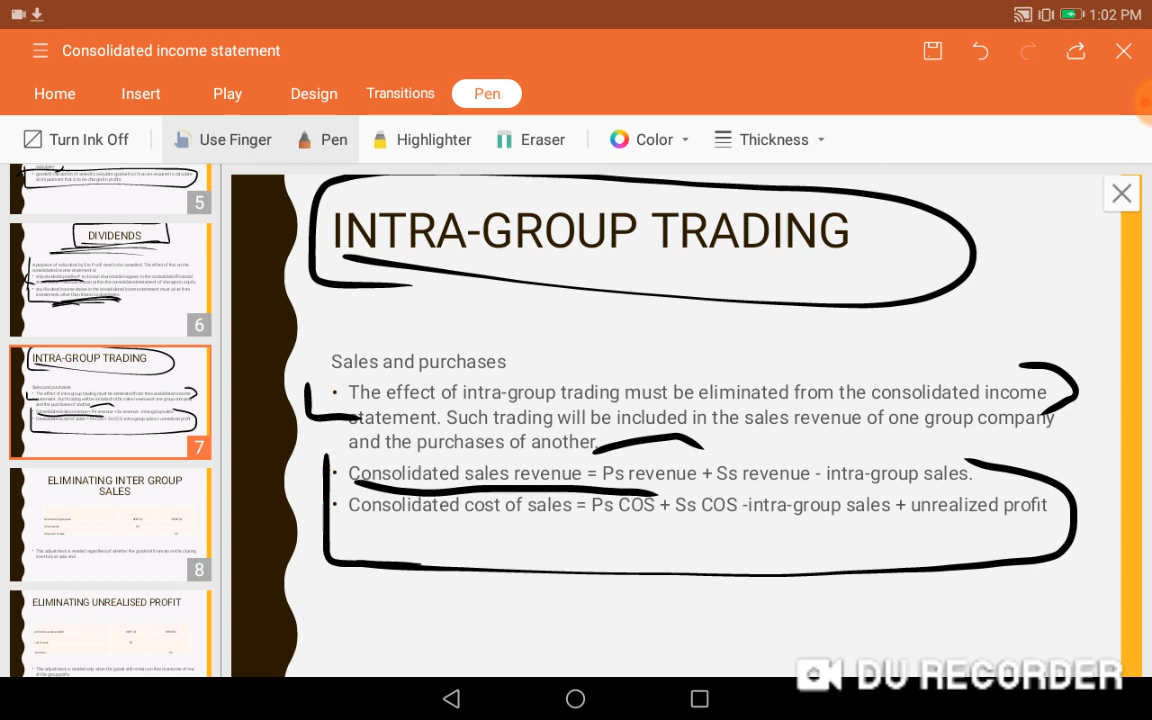 1:02 PM
Consolidated income statement
Home Insert Play Design Transitions Pen
Turn Ink Off Use Finger Pen Highlighter Eraser Color Thickness
5
DIVIDENDS
6
INTRA-GROUP TRADING
Sales and purchases
7
ELIMINATING INTER GROUP
SALES
8
ELIMINATING UNREALISED PROFIT
INTRA-GROUP TRADING
Sales and purchases
• The effect of intra-group trading must be eliminated from the consolidated income
statement. Such trading will be included in the sales revenue of one group company
and the purchases of another.
• Consolidated sales revenue = Ps revenue + Ss revenue - intra-group sales.
• Consolidated cost of sales = Ps COS + Ss COS -intra-group sales + unrealized profit
DU RECORDER